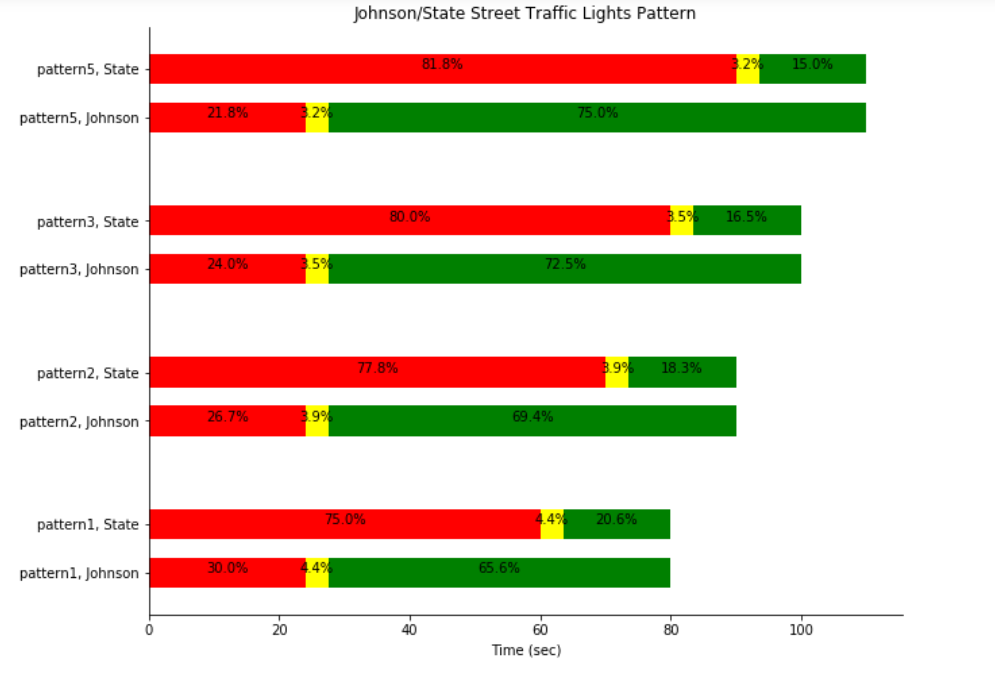 Johnson/State Street Traffic Lights Pattern
pattern5, State
81.8% 3.2% 15.0%
pattern5, Johnson
21.8% 3.2% 75.0%
pattern3, State
80.0% 3.5% 16.5%
pattern3, Johnson
24.0% 3.5% 72.5%
pattern2, State
77.8% 3.9% 18.3%
pattern2, Johnson
26.7% 3.9% 69.4%
pattern1, State
75.0% 4.4% 20.6%
pattern1, Johnson
30.0% 4.4% 65.6%
0 20 40 60 80 100
Time (sec)